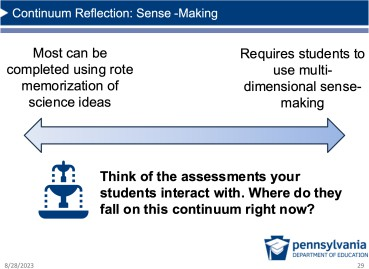 Continuum Reflection: Sense -Making
Most can be
completed using rote
memorization of
science ideas
Requires students to
use multi-
dimensional sense-
making
Think of the assessments your
students interact with. Where do they
fall on this continuum right now?
pennsylvania
DEPARTMENT OF EDUCATION
8/28/2023
29